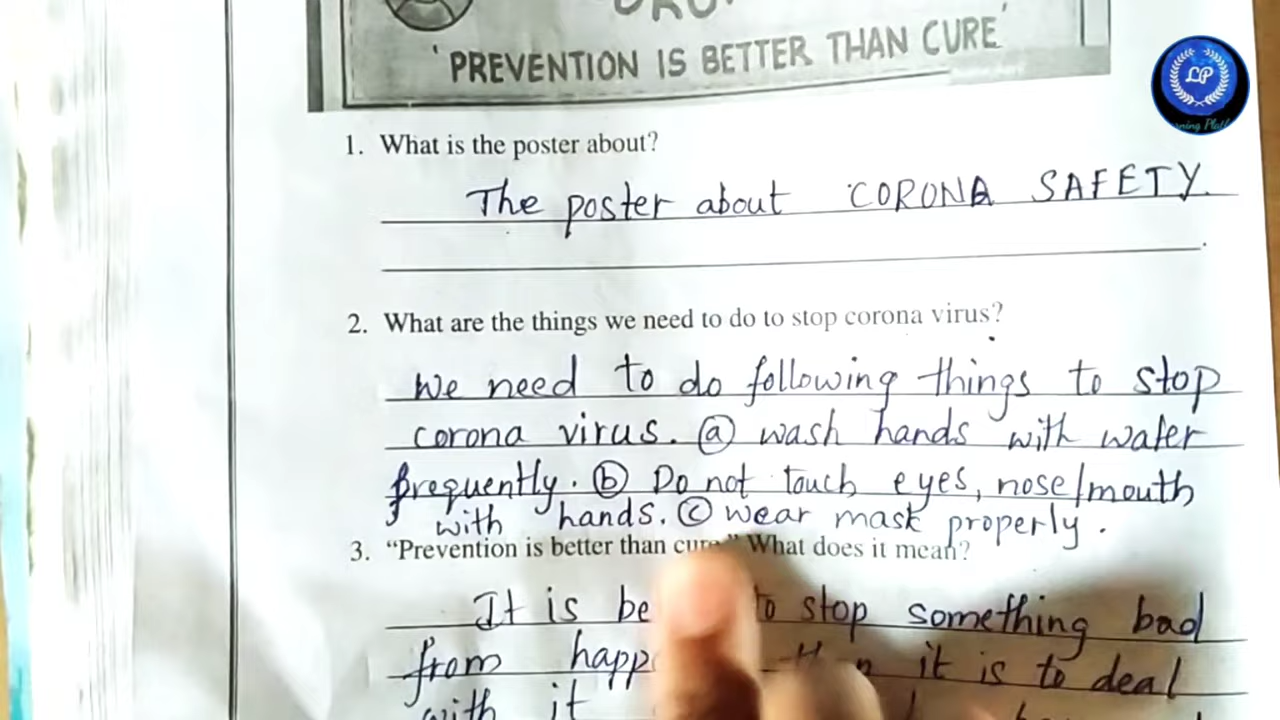 'PREVENTION IS BETTER THAN CURE'
LP
1. What is the poster about?
The poster about CORONA SAFETY.
2. What are the things we need to do to stop corona virus?
We need to do following things to stop
corona virus. (a) wash hands with water
frequently. (b) Do not touch eyes, nose/mouth
with hands. (c) wear mask properly.
3. "Prevention is better than cure." What does it mean?
It is to stop something bad
from it is to deal
with it